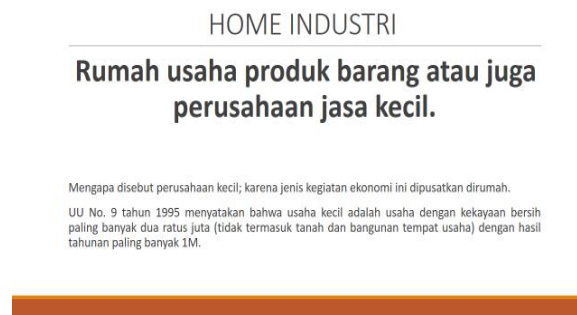 HOME INDUSTRI
Rumah usaha produk barang atau juga
perusahaan jasa kecil.
Mengapa disebut perusahaan kecil; karena jenis kegiatan ekonomi ini dipusatkan dirumah.
UU No. 9 tahun 1995 menyatakan bahwa usaha kecil adalah usaha dengan kekayaan bersih
paling banyak dua ratus juta (tidak termasuk tanah dan bangunan tempat usaha) dengan hasil
tahunan paling banyak 1M.